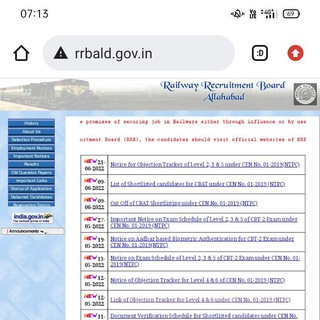 07:13
69
rrbald.gov.in
:D
Railway Recruitment Board
Allahabad
History
About Us
Selection Procedure
Employment Notices
Important Notices
Results
Old Question Papers
Important Links
Status of Application
Debarred Candidates
india.gov.in
Announcements
e promises of securing job in Railways either through influence or by use
uitment Board (RRB), the candidates should visit official websites of RRB
NEW 21-06-2022 Notice for Objection Tracker of Level 2, 3 & 5 under CEN No. 01-2019(NTPC)
NEW 09-06-2022 List of Shortlisted candidates for CBAT under CEN No. 01-2019 (NTPC)
NEW 09-06-2022 Cut Off of CBAT Shortlisting under CEN No. 01-2019 (NTPC)
NEW 27-05-2022 Important Notice on Exam Schedule of Level 2, 3 & 5 of CBT-2 Exam under
CEN No. 01-2019 (NTPC)
NEW 19-05-2022 Notice on Aadhar based Biometric Authentication for CBT-2 Exam under
CEN No. 01-2019(NTPC)
NEW 13-05-2022 Notice on Exam Schedule of Level 2, 3 & 5 of CBT-2 Exam under CEN No. 01-
2019(NTPC)
NEW 12-05-2022 Notice of Objection Tracker for Level 4 & 6 of CEN No. 01-2019 (NTPC)
NEW 12-05-2022 Link of Objection Tracker for Level 4 & 6 under CEN No. 01-2019 (NTPC)
NEW 11- Document Verification Schedule for Shortlisted candidates under CEN No.